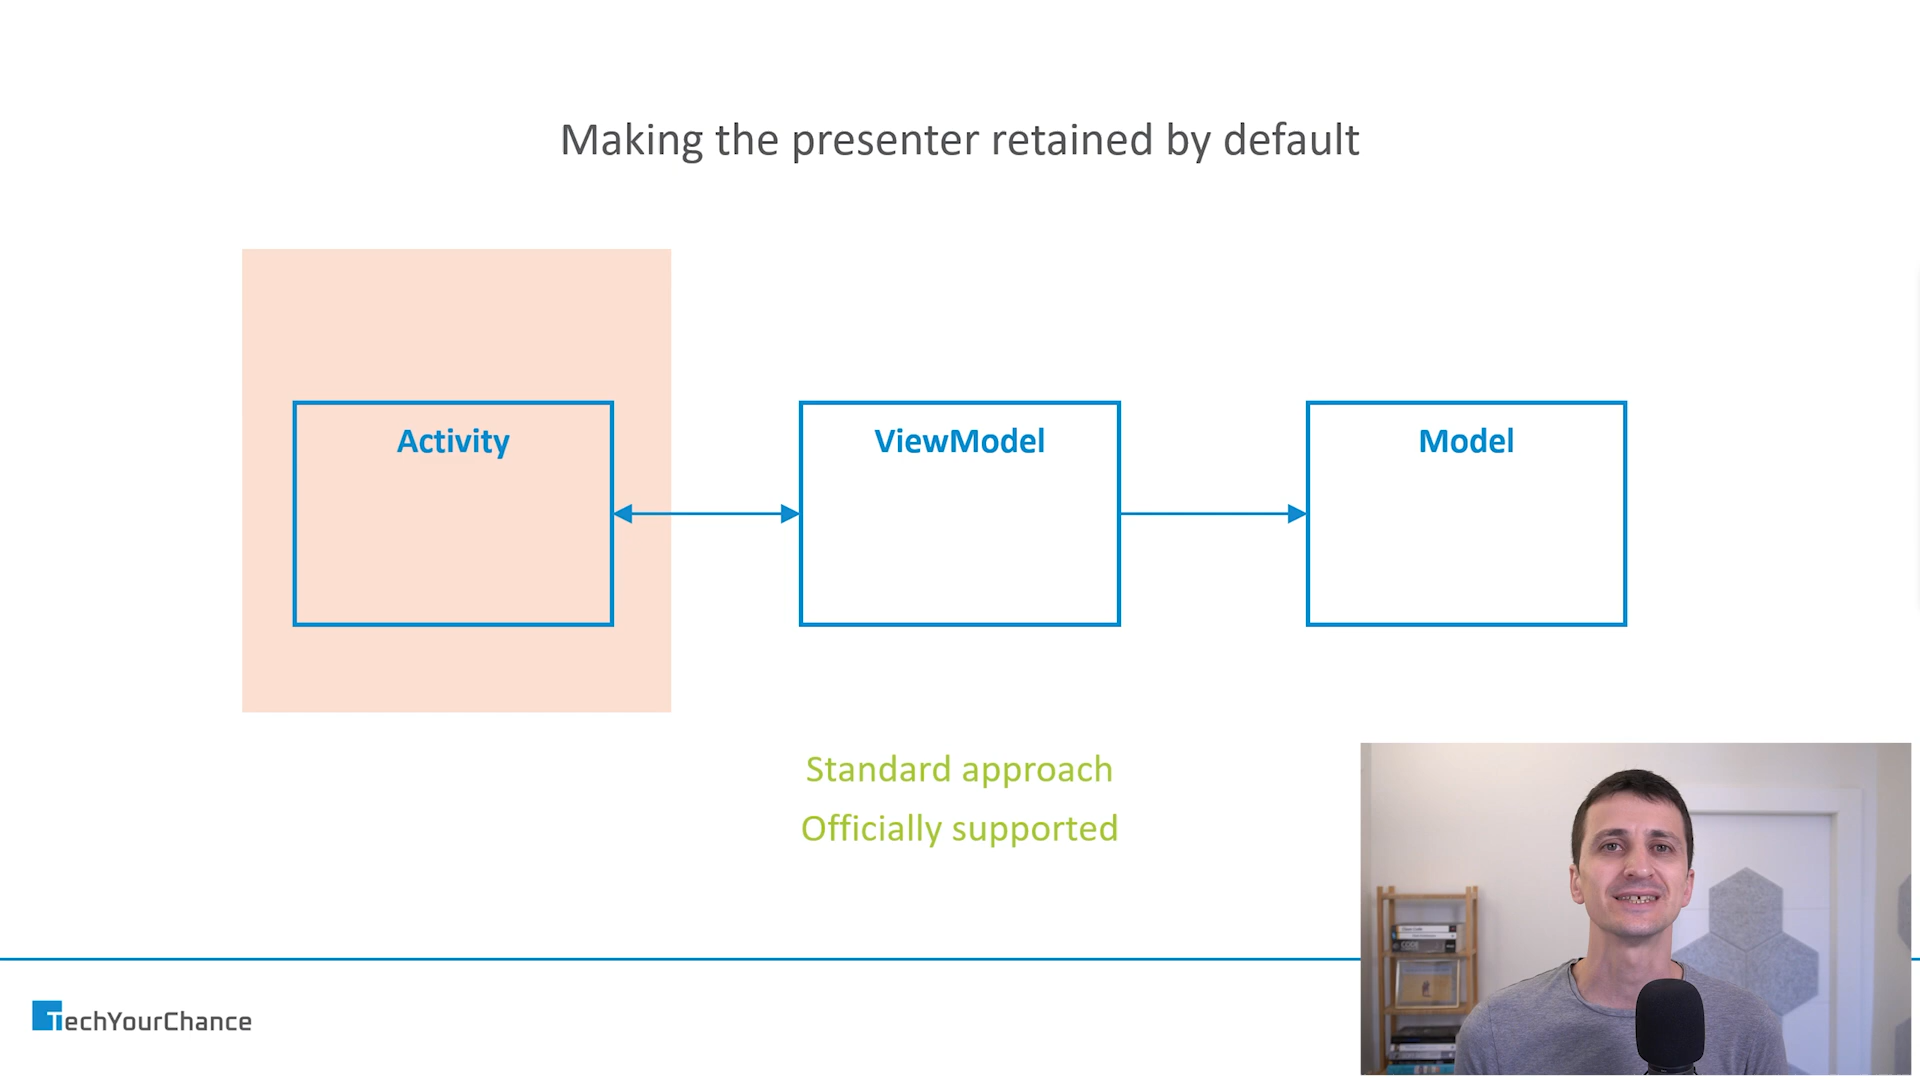 Making the presenter retained by default
Activity
ViewModel
Model
Standard approach
Officially supported
TechYourChance